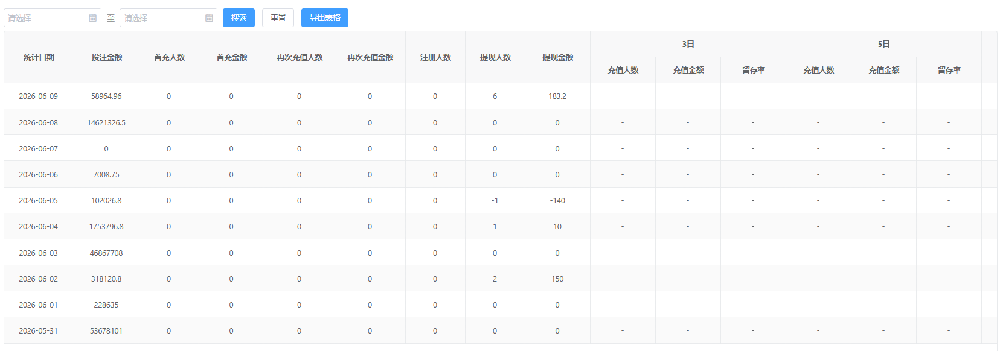 请选择 至 请选择 搜索 重置 导出表格
统计日期 投注金额 首充人数 首充金额 再次充值人数 再次充值金额 注册人数 提现人数 提现金额 3日 5日
充值人数 充值金额 留存率 充值人数 充值金额 留存率
2026-06-09 58964.96 0 0 0 0 0 6 183.2 - - - - - -
2026-06-08 14621326.5 0 0 0 0 0 0 0 - - - - - -
2026-06-07 0 0 0 0 0 0 0 0 - - - - - -
2026-06-06 7008.75 0 0 0 0 0 0 0 - - - - - -
2026-06-05 102026.8 0 0 0 0 0 -1 -140 - - - - - -
2026-06-04 1753796.8 0 0 0 0 0 1 10 - - - - - -
2026-06-03 46867708 0 0 0 0 0 0 0 - - - - - -
2026-06-02 318120.8 0 0 0 0 0 2 150 - - - - - -
2026-06-01 228635 0 0 0 0 0 0 0 - - - - - -
2026-05-31 53678101 0 0 0 0 0 0 0 - - - - - -